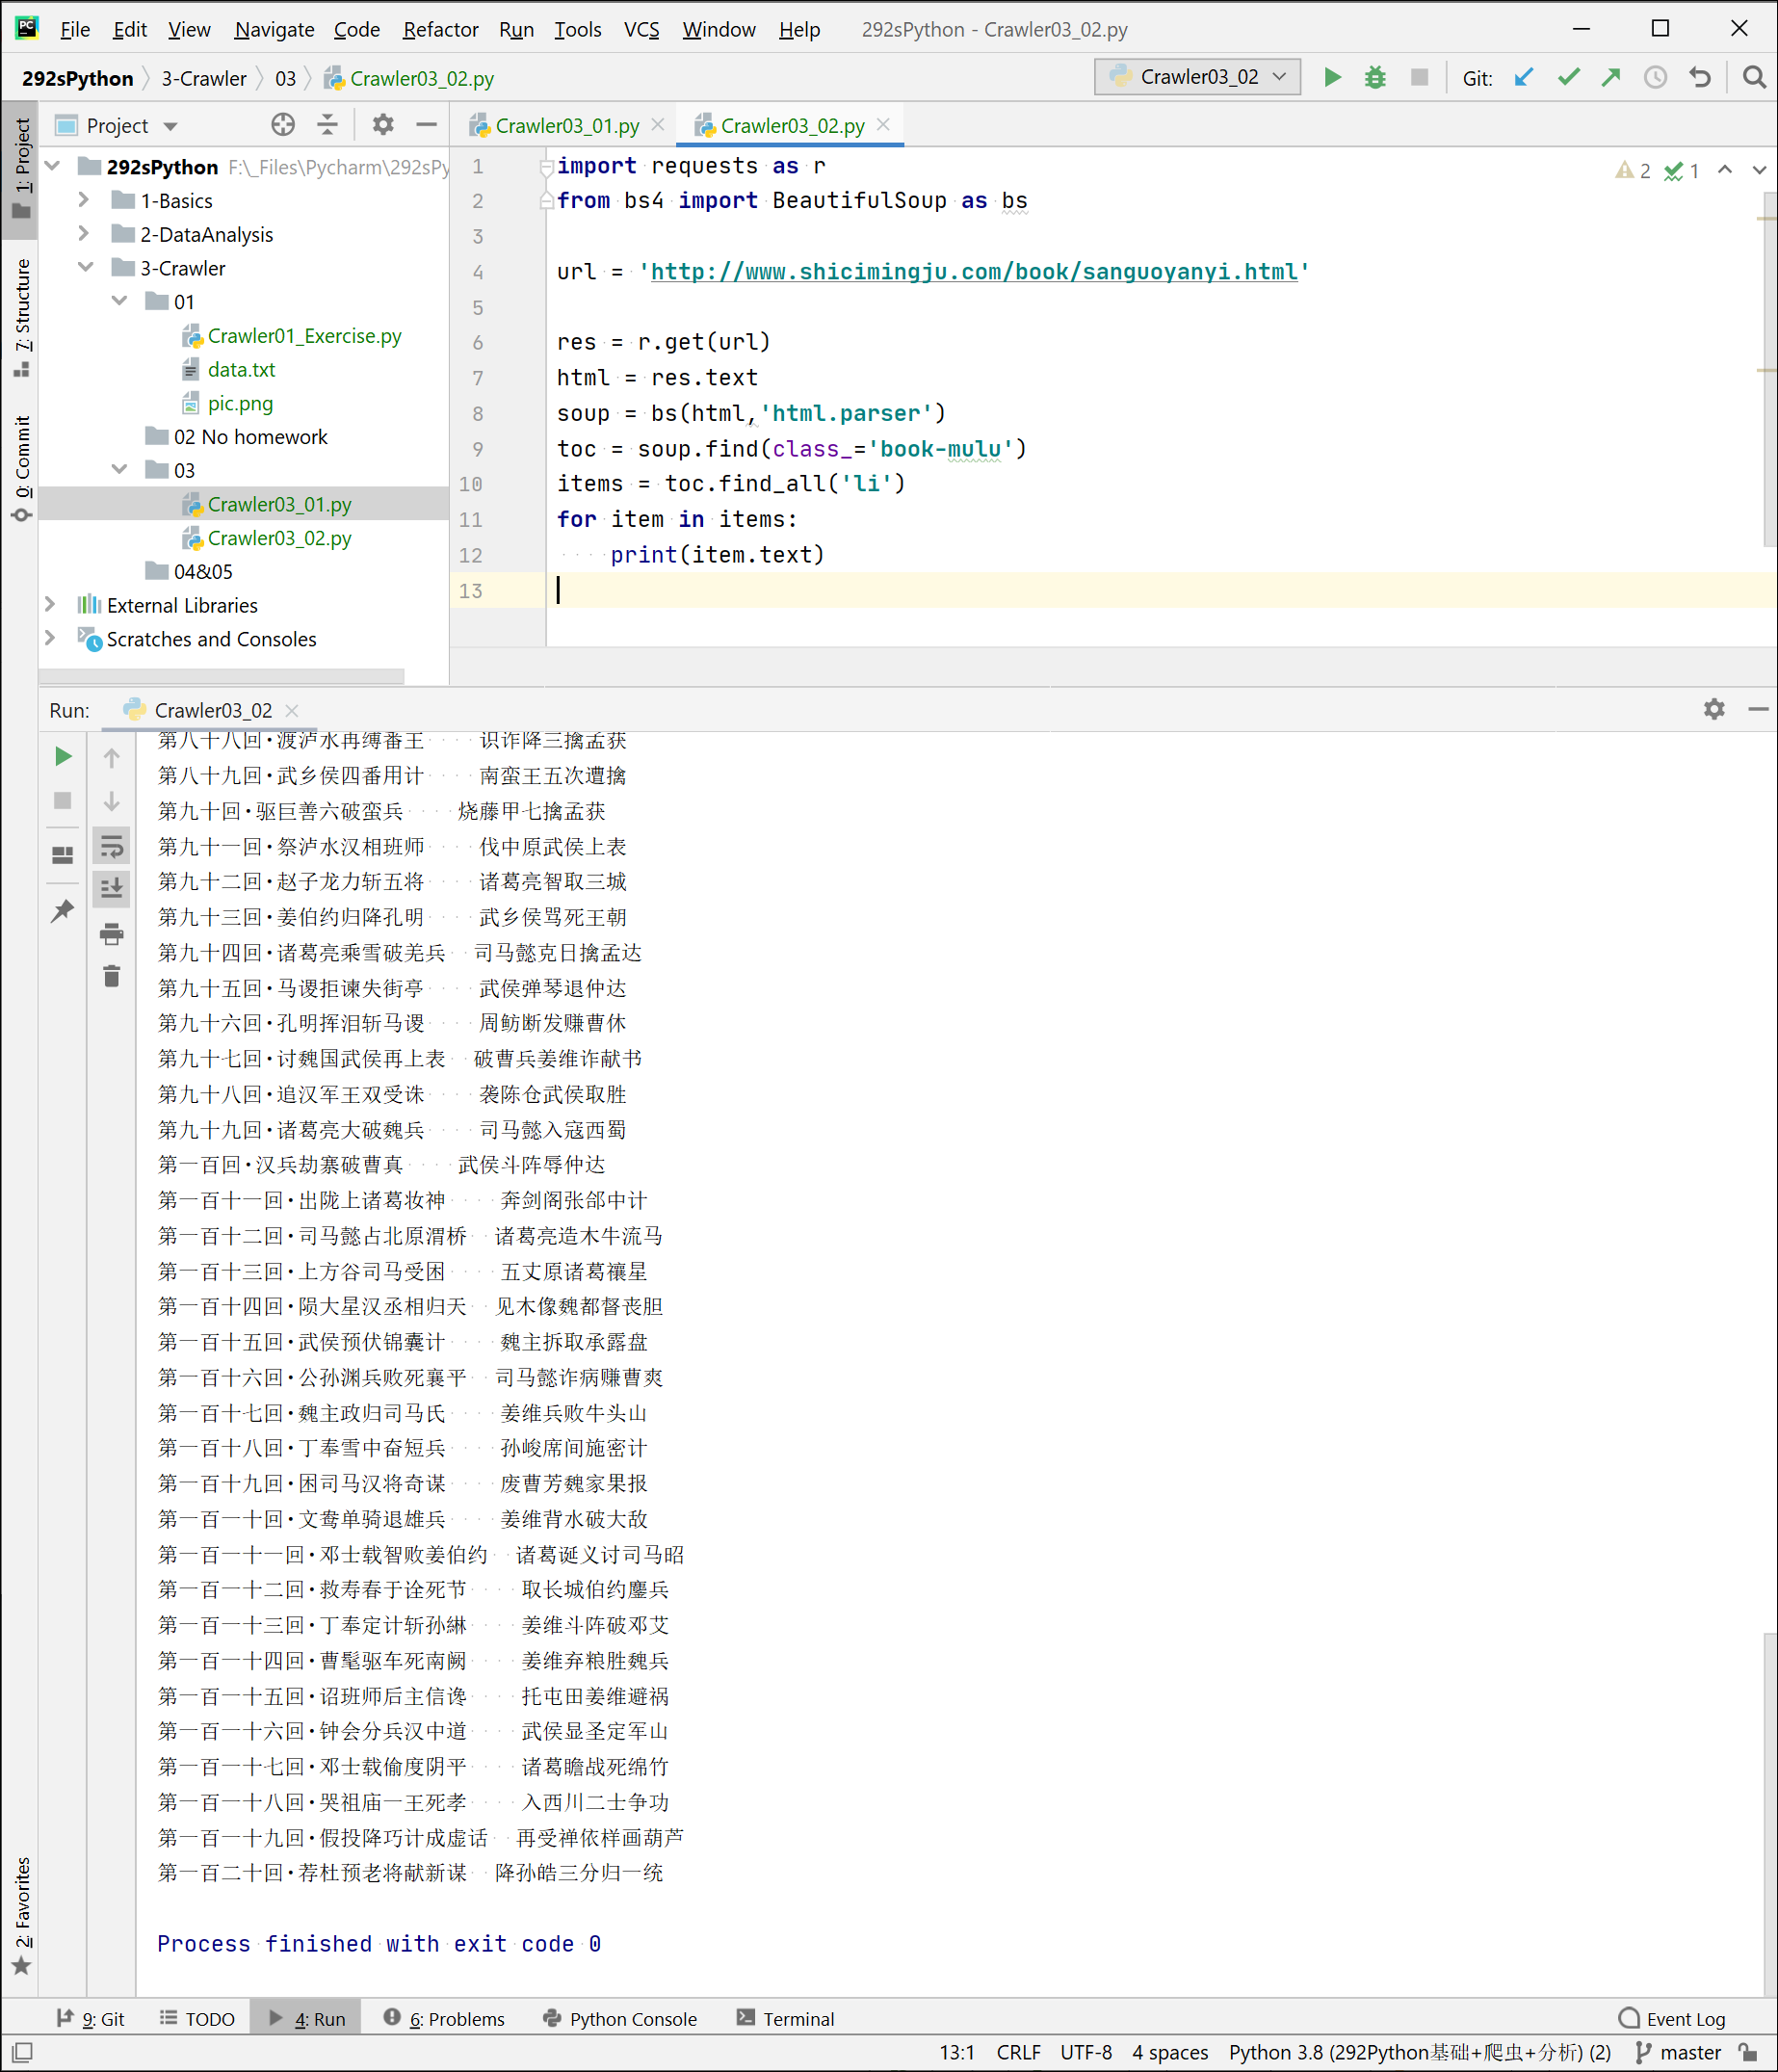 File Edit View Navigate Code Refactor Run Tools VCS Window Help 292sPython - Crawler03_02.py
292sPython 3-Crawler 03 Crawler03_02.py Crawler03_02 Git:
1: Project
7: Structure
0: Commit
2: Favorites
Project
292sPython F:\_Files\Pycharm\292sPy
1-Basics
2-DataAnalysis
3-Crawler
01
Crawler01_Exercise.py
data.txt
pic.png
02 No homework
03
Crawler03_01.py
Crawler03_02.py
04&05
External Libraries
Scratches and Consoles
Crawler03_01.py Crawler03_02.py
2 1
1 import requests as r
2 from bs4 import BeautifulSoup as bs
3
4 url = 'http://www.shicimingju.com/book/sanguoyanyi.html'
5
6 res = r.get(url)
7 html = res.text
8 soup = bs(html,'html.parser')
9 toc = soup.find(class_='book-mulu')
10 items = toc.find_all('li')
11 for item in items:
12 print(item.text)
13
Run: Crawler03_02
第八十八回·渡泸水再缚番王 识诈降三擒孟获
第八十九回·武乡侯四番用计 南蛮王五次遭擒
第九十回·驱巨善六破蛮兵 烧藤甲七擒孟获
第九十一回·祭泸水汉相班师 伐中原武侯上表
第九十二回·赵子龙力斩五将 诸葛亮智取三城
第九十三回·姜伯约归降孔明 武乡侯骂死王朝
第九十四回·诸葛亮乘雪破羌兵 司马懿克日擒孟达
第九十五回·马谡拒谏失街亭 武侯弹琴退仲达
第九十六回·孔明挥泪斩马谡 周鲂断发赚曹休
第九十七回·讨魏国武侯再上表 破曹兵姜维诈献书
第九十八回·追汉军王双受诛 袭陈仓武侯取胜
第九十九回·诸葛亮大破魏兵 司马懿入寇西蜀
第一百回·汉兵劫寨破曹真 武侯斗阵辱仲达
第一百十一回·出陇上诸葛妆神 奔剑阁张郃中计
第一百十二回·司马懿占北原渭桥 诸葛亮造木牛流马
第一百十三回·上方谷司马受困 五丈原诸葛禳星
第一百十四回·陨大星汉丞相归天 见木像魏都督丧胆
第一百十五回·武侯预伏锦囊计 魏主拆取承露盘
第一百十六回·公孙渊兵败死襄平 司马懿诈病赚曹爽
第一百十七回·魏主政归司马氏 姜维兵败牛头山
第一百十八回·丁奉雪中奋短兵 孙峻席间施密计
第一百十九回·困司马汉将奇谋 废曹芳魏家果报
第一百一十回·文鸯单骑退雄兵 姜维背水破大敌
第一百一十一回·邓士载智败姜伯约 诸葛诞义讨司马昭
第一百一十二回·救寿春于诠死节 取长城伯约鏖兵
第一百一十三回·丁奉定计斩孙綝 姜维斗阵破邓艾
第一百一十四回·曹髦驱车死南阙 姜维弃粮胜魏兵
第一百一十五回·诏班师后主信谗 托屯田姜维避祸
第一百一十六回·钟会分兵汉中道 武侯显圣定军山
第一百一十七回·邓士载偷度阴平 诸葛瞻战死绵竹
第一百一十八回·哭祖庙一王死孝 入西川二士争功
第一百一十九回·假投降巧计成虚话 再受禅依样画葫芦
第一百二十回·荐杜预老将献新谋 降孙皓三分归一统
Process finished with exit code 0
9: Git TODO 4: Run 6: Problems Python Console Terminal Event Log
13:1 CRLF UTF-8 4 spaces Python 3.8 (292Python基础+爬虫+分析) (2) master